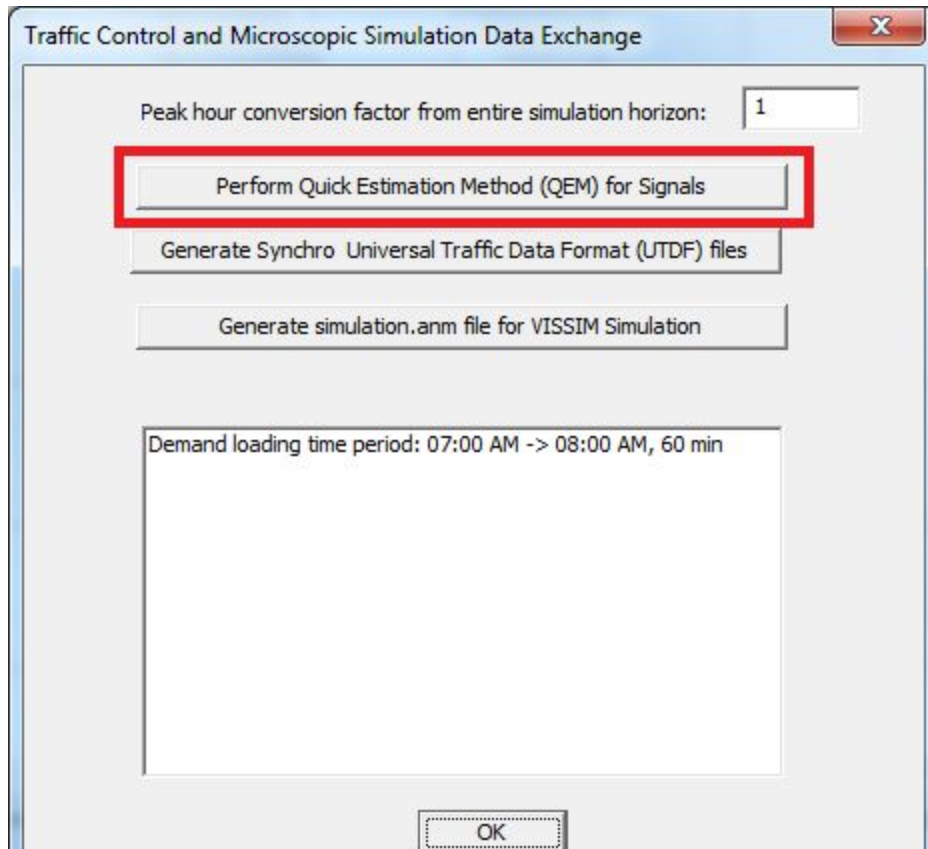 Traffic Control and Microscopic Simulation Data Exchange
Peak hour conversion factor from entire simulation horizon: 1
Perform Quick Estimation Method (QEM) for Signals
Generate Synchro  Universal Traffic Data Format (UTDF) files
Generate simulation.anm file for VISSIM Simulation
Demand loading time period: 07:00 AM -> 08:00 AM, 60 min
OK